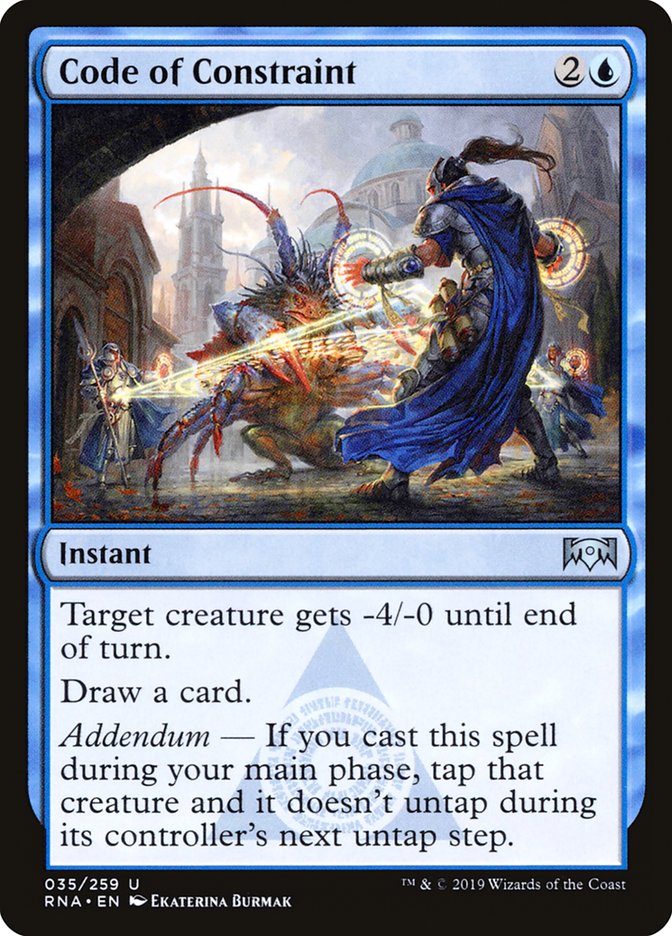 Code of Constraint 2
Instant
Target creature gets -4/-0 until end
of turn.
Draw a card.
Addendum — If you cast this spell
during your main phase, tap that
creature and it doesn't untap during
its controller's next untap step.
035/259 U
™ & © 2019 Wizards of the Coast
RNA • EN Ekaterina Burmak